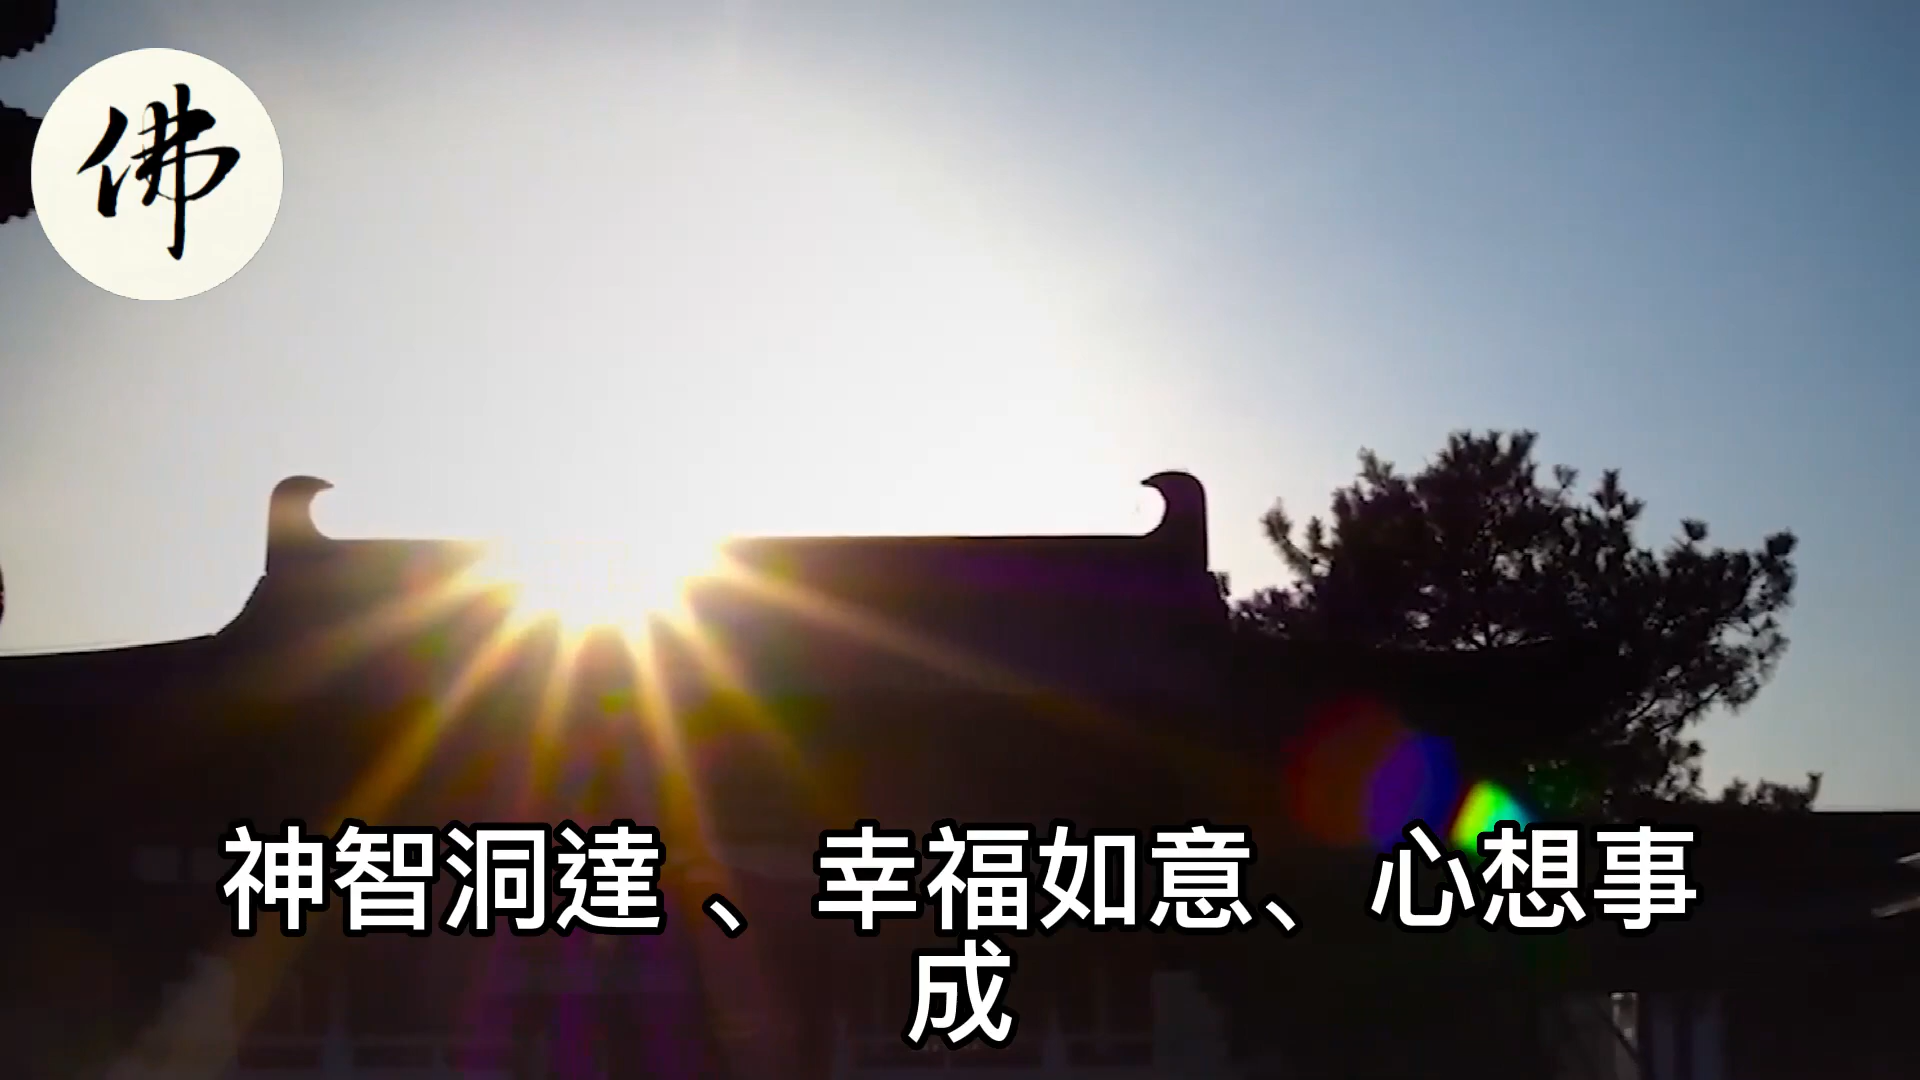 佛
神智洞達 、 幸福如意、心想事
成